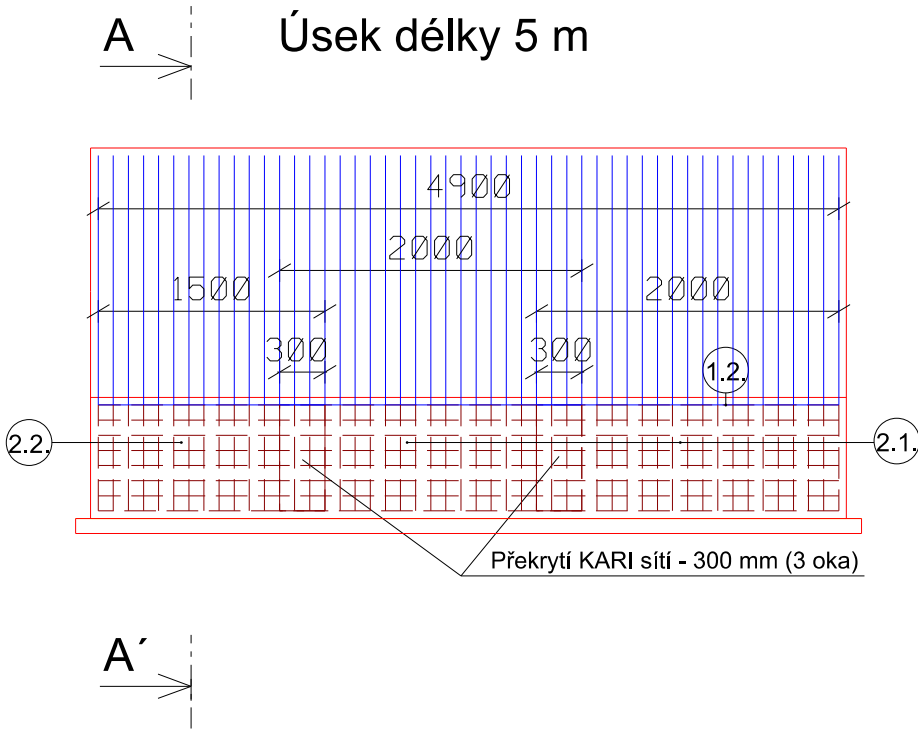 A
Úsek délky 5 m
4900
2000
1500
2000
300
300
1.2.
2.2.
2.1.
Překrytí KARI sítí - 300 mm (3 oka)
A´